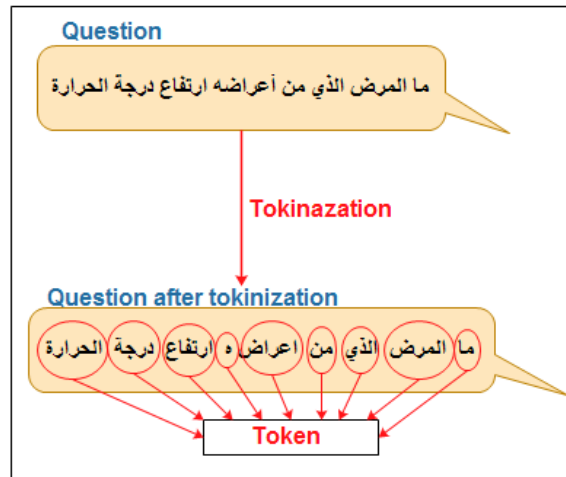 Question
ما المرض الذي من أعراضه ارتفاع درجة الحرارة
Tokinazation
Question after tokinization
ما المرض الذي من اعراض ه ارتفاع درجة الحرارة
Token